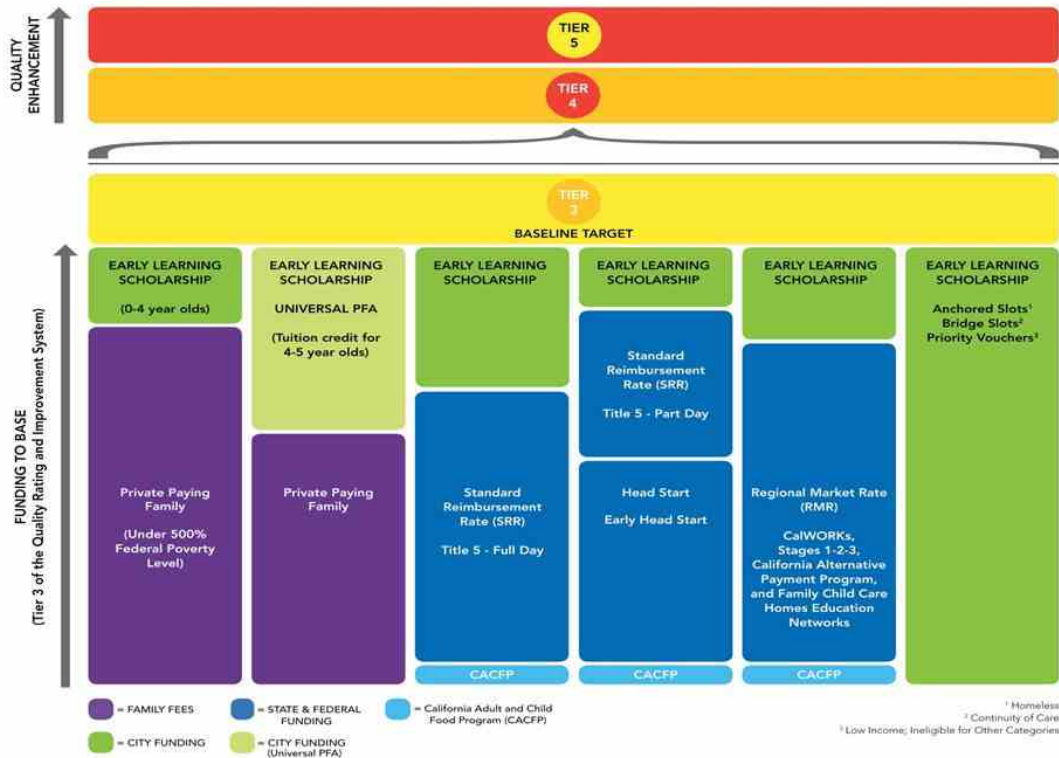 QUALITY
ENHANCEMENT
TIER
5
TIER
4
TIER
3
BASELINE TARGET
FUNDING TO BASE
(Tier 3 of the Quality Rating and Improvement System)
EARLY LEARNING
SCHOLARSHIP
(0-4 year olds)
Private Paying
Family
(Under 500%
Federal Poverty
Level)
EARLY LEARNING
SCHOLARSHIP
UNIVERSAL PFA
(Tuition credit for
4-5 year olds)
Private Paying
Family
EARLY LEARNING
SCHOLARSHIP
Standard
Reimbursement
Rate (SRR)
Title 5 - Full Day
CACFP
EARLY LEARNING
SCHOLARSHIP
Standard
Reimbursement
Rate (SRR)
Title 5 - Part Day
Head Start
Early Head Start
CACFP
EARLY LEARNING
SCHOLARSHIP
Regional Market Rate
(RMR)
CalWORKs,
Stages 1-2-3,
California Alternative
Payment Program,
and Family Child Care
Homes Education
Networks
CACFP
EARLY LEARNING
SCHOLARSHIP
Anchored Slots¹
Bridge Slots²
Priority Vouchers³
= FAMILY FEES
= STATE & FEDERAL
FUNDING
= California Adult and Child
Food Program (CACFP)
= CITY FUNDING
= CITY FUNDING
(Universal PFA)
¹ Homeless
² Continuity of Care
³ Low Income; Ineligible for Other Categories